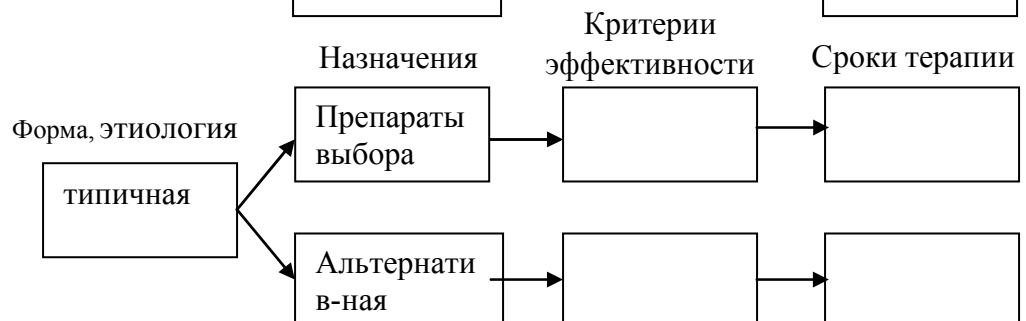 Назначения
Критерии
эффективности
Сроки терапии
Форма, этиология
типичная
Препараты
выбора
Альтернати
в-ная